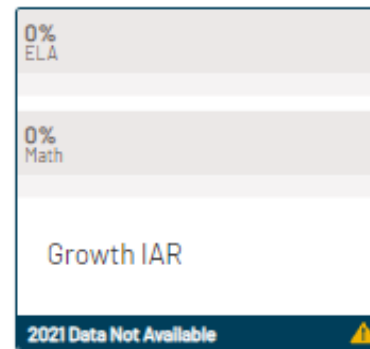 0%
ELA
0%
Math
Growth IAR
2021 Data Not Available